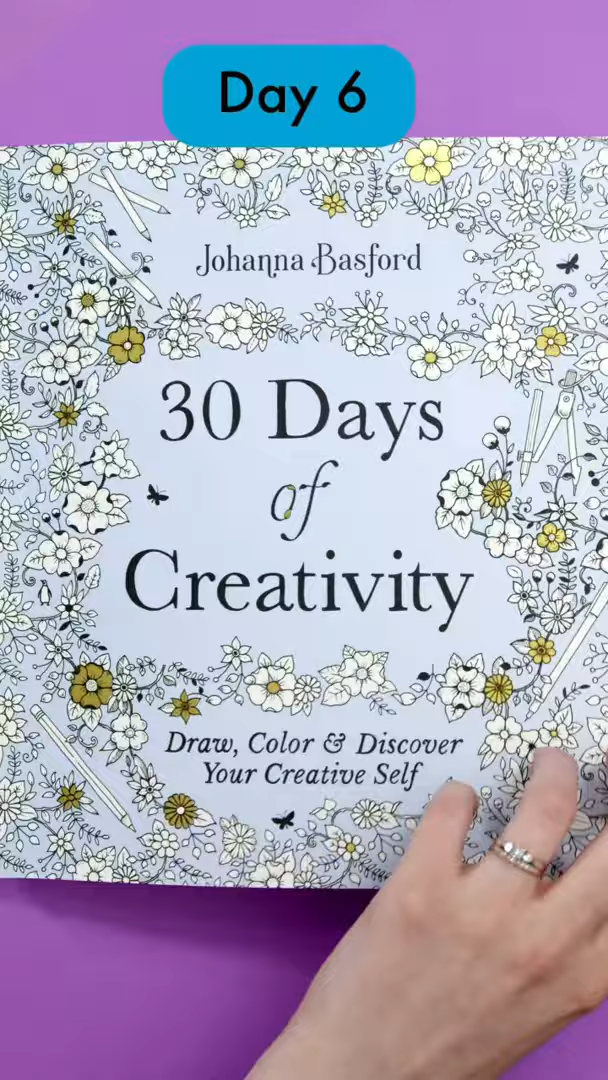 Day 6
Johanna Basford
30 Days
of
Creativity
Draw, Color & Discover
Your Creative Self